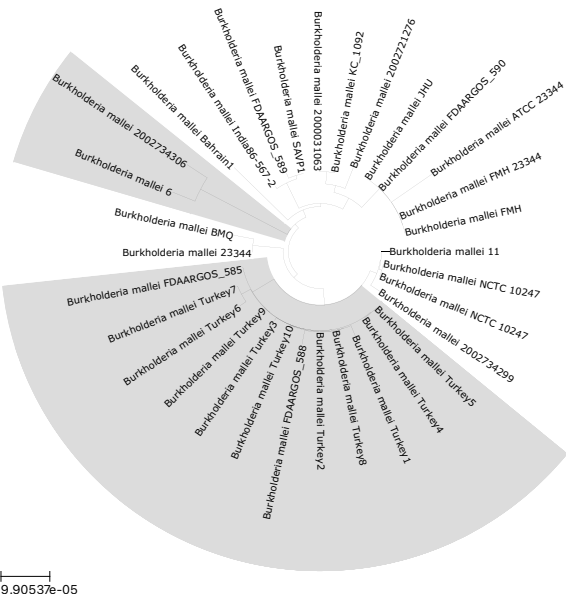 Burkholderia mallei 2002734306
Burkholderia mallei 6
Burkholderia mallei Bahrain1
Burkholderia mallei India86-567-2
Burkholderia mallei FDAARGOS_589
Burkholderia mallei SAVP1
Burkholderia mallei 2000031063
Burkholderia mallei KC_1092
Burkholderia mallei 2002721276
Burkholderia mallei JHU
Burkholderia mallei FDAARGOS_590
Burkholderia mallei ATCC 23344
Burkholderia mallei FMH 23344
Burkholderia mallei FMH
Burkholderia mallei 11
Burkholderia mallei NCTC 10247
Burkholderia mallei NCTC 10247
Burkholderia mallei 2002734299
Burkholderia mallei Turkey5
Burkholderia mallei Turkey4
Burkholderia mallei Turkey1
Burkholderia mallei Turkey8
Burkholderia mallei Turkey2
Burkholderia mallei FDAARGOS_588
Burkholderia mallei Turkey10
Burkholderia mallei Turkey3
Burkholderia mallei Turkey9
Burkholderia mallei Turkey6
Burkholderia mallei Turkey7
Burkholderia mallei FDAARGOS_585
Burkholderia mallei 23344
Burkholderia mallei BMQ
9.90537e-05